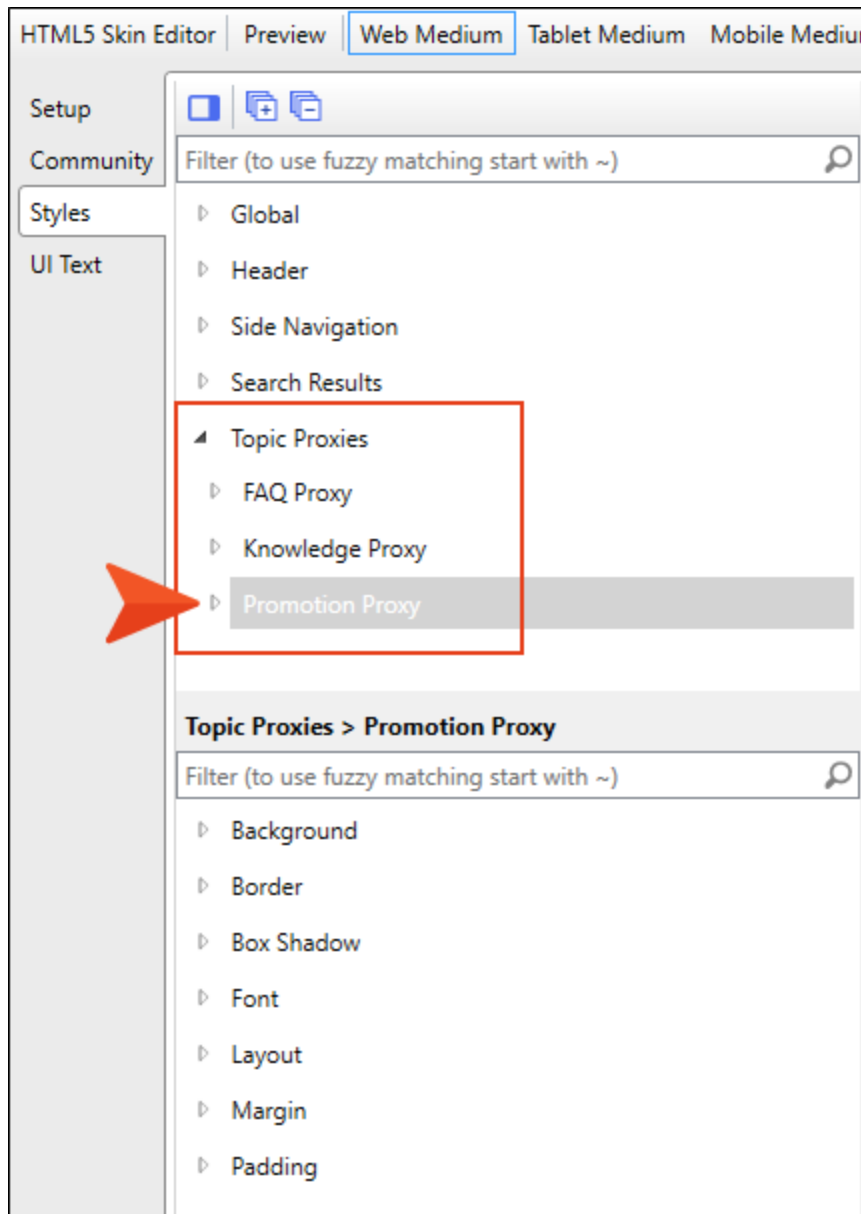 HTML5 Skin Editor Preview Web Medium Tablet Medium Mobile Mediu
Setup
Community
Styles
UI Text
Filter (to use fuzzy matching start with ~)
Global
Header
Side Navigation
Search Results
Topic Proxies
FAQ Proxy
Knowledge Proxy
Promotion Proxy
Topic Proxies > Promotion Proxy
Filter (to use fuzzy matching start with ~)
Background
Border
Box Shadow
Font
Layout
Margin
Padding